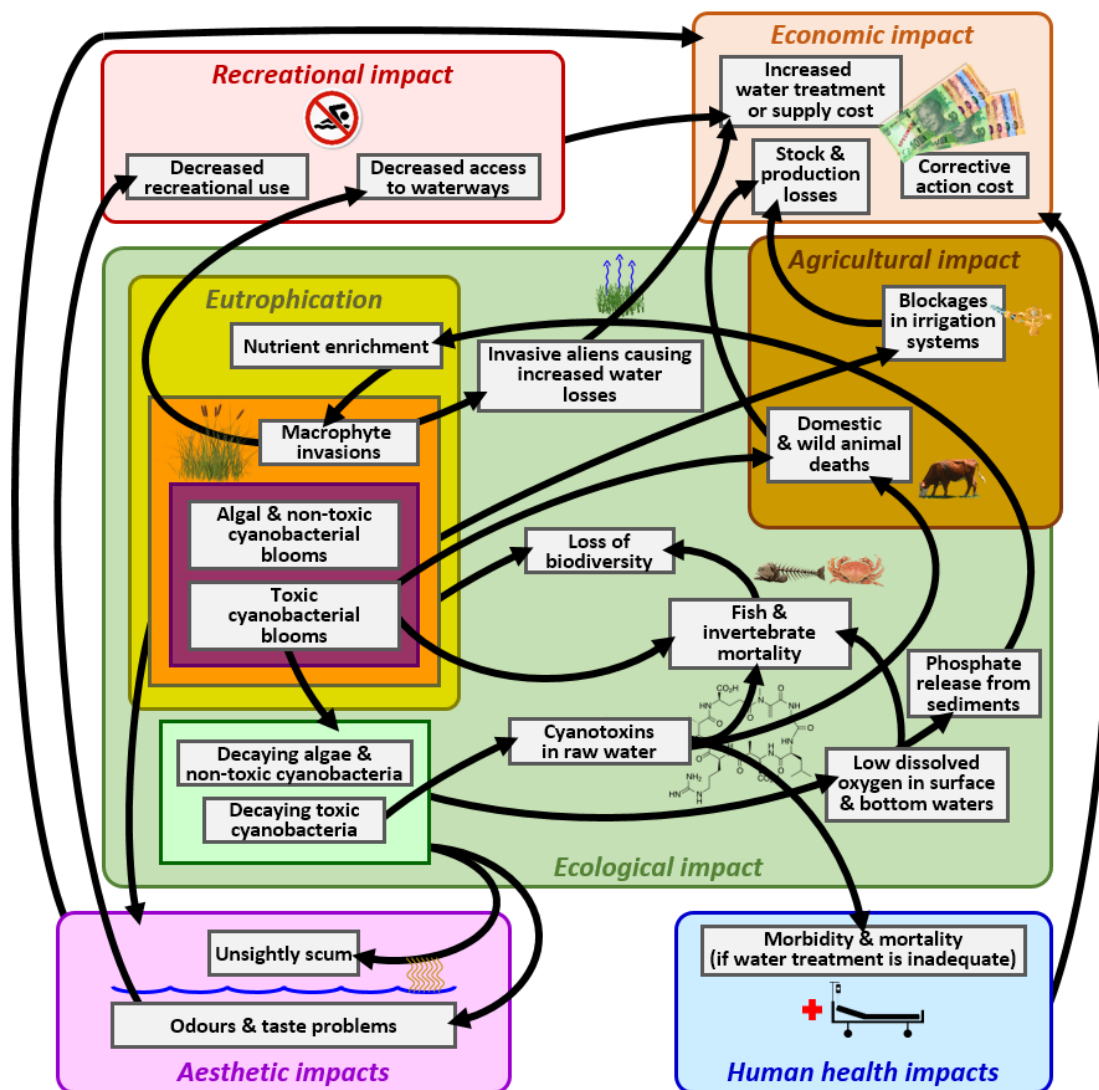 Economic impact
Increased
water treatment
or supply cost
Stock &
production
losses
Corrective
action cost
Recreational impact
Decreased
recreational use
Decreased access
to waterways
Agricultural impact
Blockages
in irrigation
systems
Domestic
& wild animal
deaths
Eutrophication
Nutrient enrichment
Invasive aliens causing
increased water
losses
Macrophyte
invasions
Algal & non-toxic
cyanobacterial
blooms
Toxic
cyanobacterial
blooms
Loss of
biodiversity
Fish &
invertebrate
mortality
Phosphate
release from
sediments
Cyanotoxins
in raw water
Low dissolved
oxygen in surface
& bottom waters
Decaying algae &
non-toxic cyanobacteria
Decaying toxic
cyanobacteria
Ecological impact
Unsightly scum
Odours & taste problems
Aesthetic impacts
Morbidity & mortality
(if water treatment is inadequate)
Human health impacts